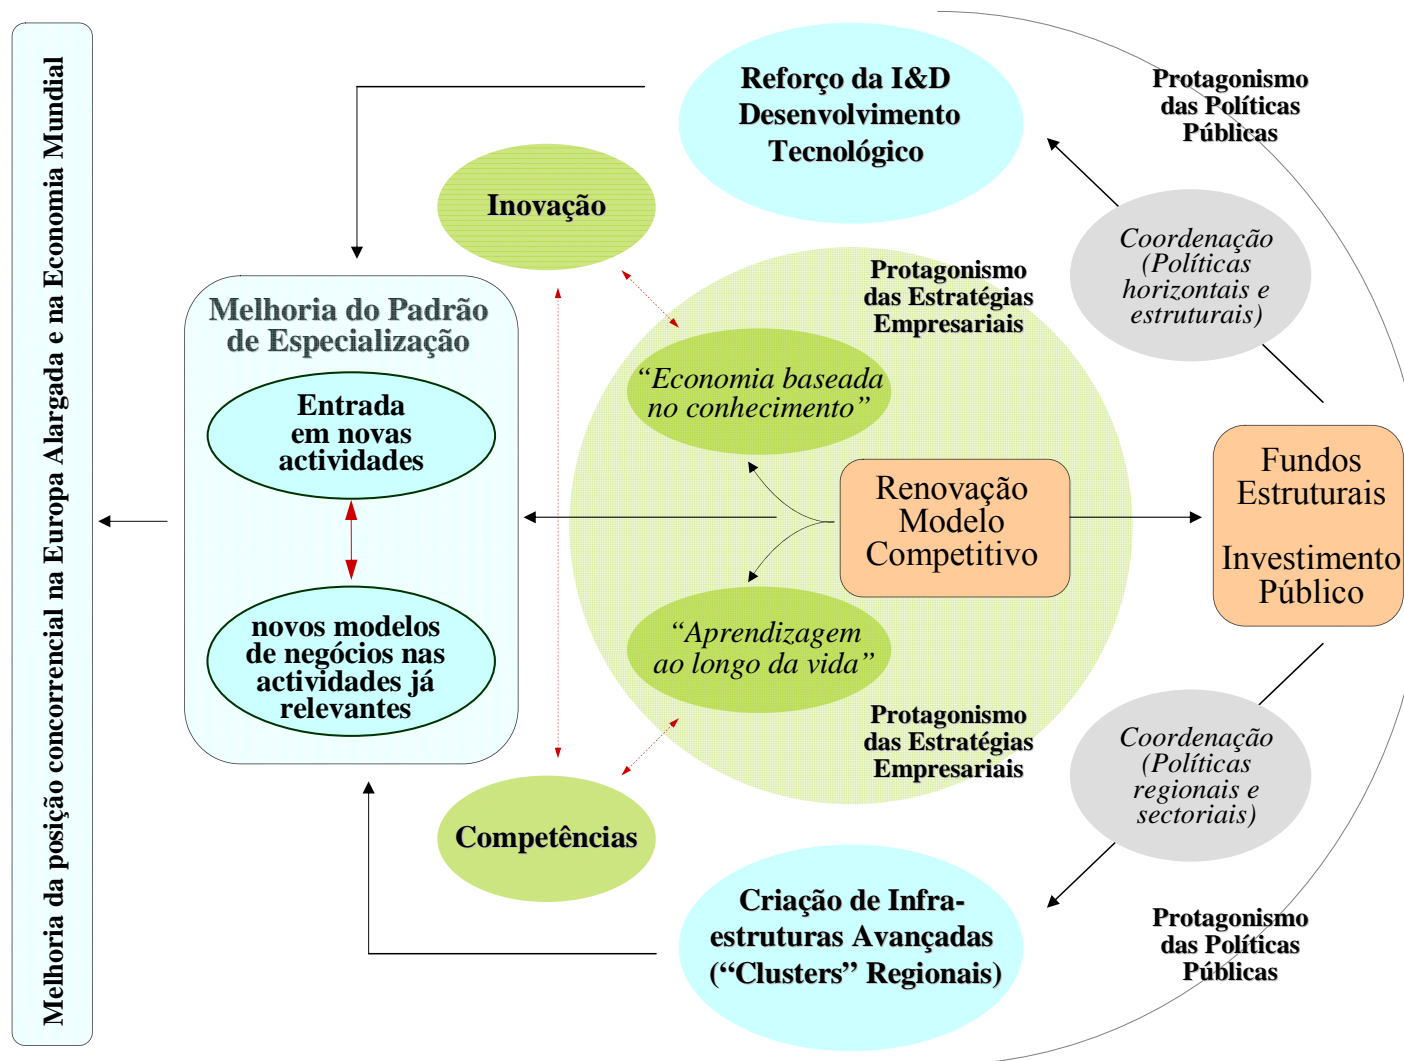 Melhoria da posição concorrencial na Europa Alargada e na Economia Mundial
Reforço da I&D
Desenvolvimento
Tecnológico
Protagonismo
das Políticas
Públicas
Inovação
Coordenação
(Políticas
horizontais e
estruturais)
Protagonismo
das Estratégias
Empresariais
Melhoria do Padrão
de Especialização
“Economia baseada
no conhecimento”
Entrada
em novas
actividades
Renovação
Modelo
Competitivo
Fundos
Estruturais
Investimento
Público
novos modelos
de negócios nas
actividades já
relevantes
“Aprendizagem
ao longo da vida”
Protagonismo
das Estratégias
Empresariais
Coordenação
(Políticas
regionais e
sectoriais)
Competências
Criação de Infra-
estruturas Avançadas
(“Clusters” Regionais)
Protagonismo
das Políticas
Públicas